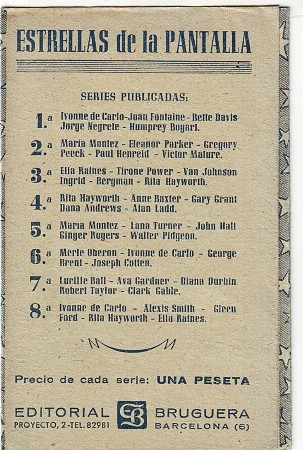 ESTRELLAS de la PANTALLA
SERIES PUBLICADAS:
1.ª Ivonne de Carlo-Joan Fontaine - Bette Davis
Jorge Negrete - Humprey Bogart.
2.ª María Montez - Eleanor Parker - Gregory
Peeck - Paul Henreid - Victor Mature.
3.ª Ella Raines - Tirone Power - Van Johnson
Ingrid - Bergman - Rita Hayworth.
4.ª Rita Hayworth - Anne Baxter - Gary Grant
Dana Andrews - Alan Ladd.
5.ª María Montez - Lana Turner - John Hall
Ginger Rogers - Walter Pidgeon.
6.ª Merle Oberon - Ivonne de Carlo - George
Brent - Joseph Cotten.
7.ª Lucille Ball - Ava Gardner - Diana Durbin
Robert Taylor - Clark Gable.
8.ª Ivonne de Carlo - Alexis Smith - Gleen
Ford - Rita Hayworth - Ella Raines.
Precio de cada serie: UNA PESETA
EDITORIAL B BRUGUERA
PROYECTO, 2-TEL. 82981 BARCELONA (6)